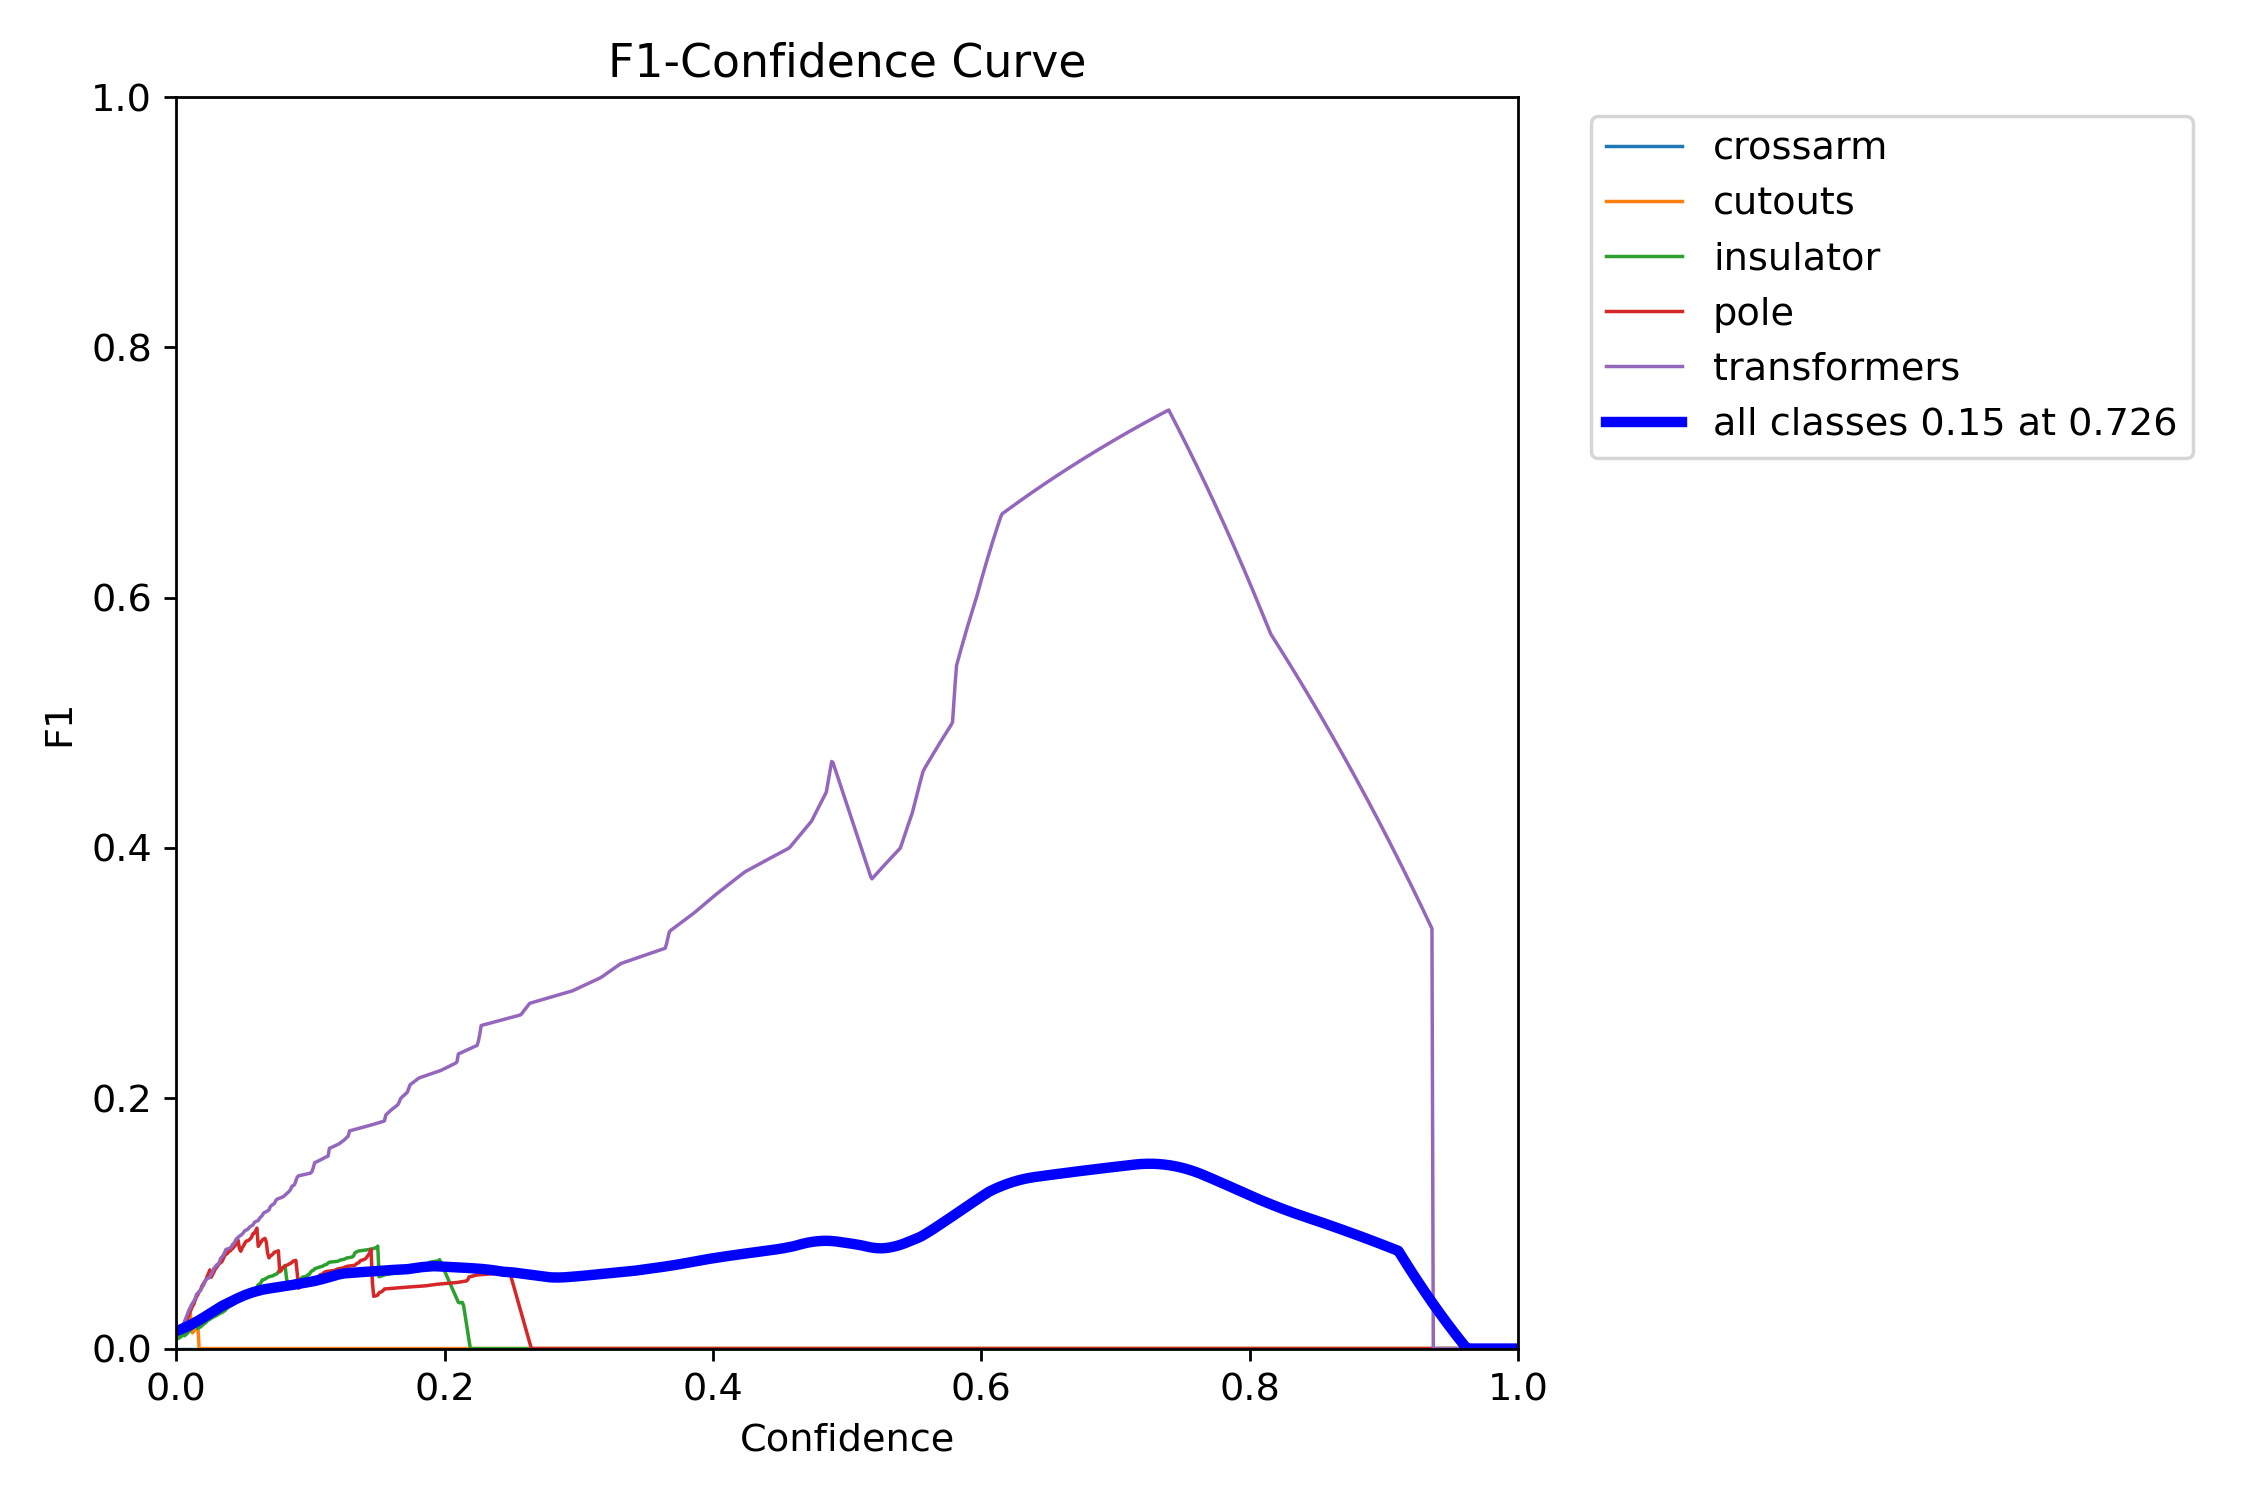 F1-Confidence Curve
1.0
0.8
0.6
0.4
0.2
0.0
F1
0.0 0.2 0.4 0.6 0.8 1.0
Confidence
crossarm
cutouts
insulator
pole
transformers
all classes 0.15 at 0.726